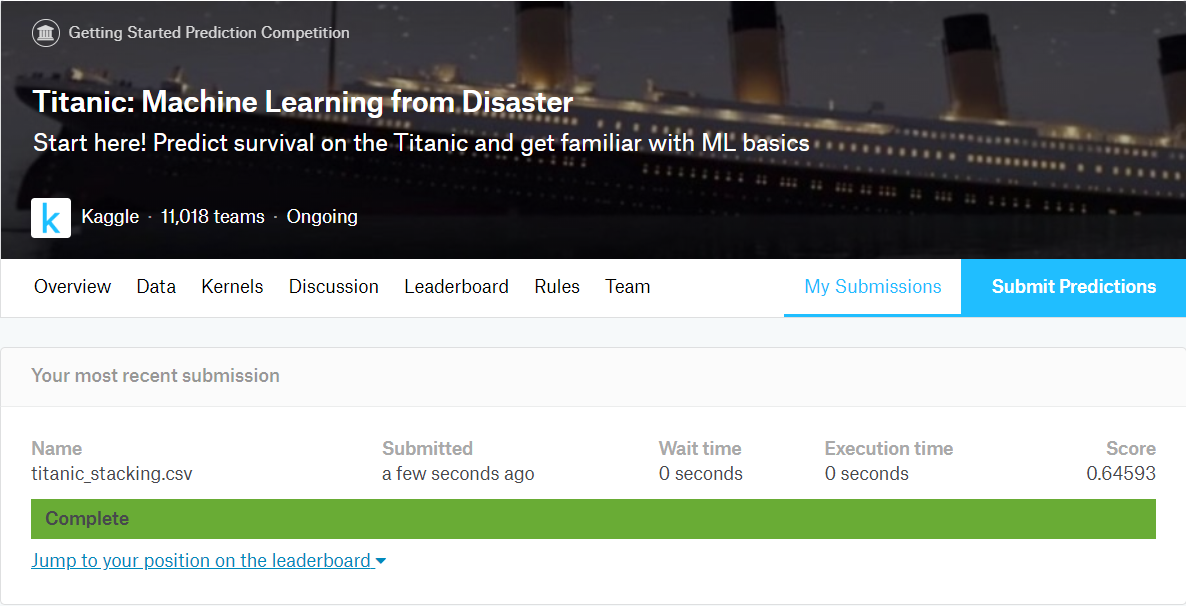 Getting Started Prediction Competition
Titanic: Machine Learning from Disaster
Start here! Predict survival on the Titanic and get familiar with ML basics
k Kaggle · 11,018 teams · Ongoing
Overview Data Kernels Discussion Leaderboard Rules Team My Submissions Submit Predictions
Your most recent submission
Name Submitted Wait time Execution time Score
titanic_stacking.csv a few seconds ago 0 seconds 0 seconds 0.64593
Complete
Jump to your position on the leaderboard